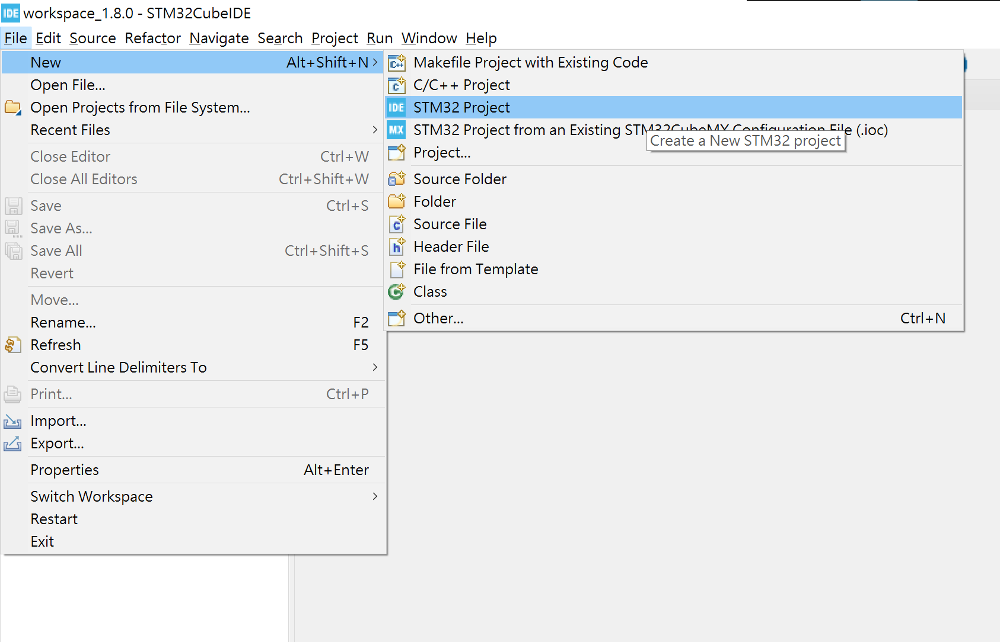 IDE workspace_1.8.0 - STM32CubeIDE
File Edit Source Refactor Navigate Search Project Run Window Help
New Alt+Shift+N
Open File...
Open Projects from File System...
Recent Files
Close Editor Ctrl+W
Close All Editors Ctrl+Shift+W
Save Ctrl+S
Save As...
Save All Ctrl+Shift+S
Revert
Move...
Rename... F2
Refresh F5
Convert Line Delimiters To
Print... Ctrl+P
Import...
Export...
Properties Alt+Enter
Switch Workspace
Restart
Exit
C++ Makefile Project with Existing Code
C C/C++ Project
IDE STM32 Project
MX STM32 Project from an Existing STM32CubeMX Configuration File (.ioc)
Create a New STM32 project
Project...
c Source Folder
Folder
c Source File
h Header File
File from Template
C Class
Other... Ctrl+N